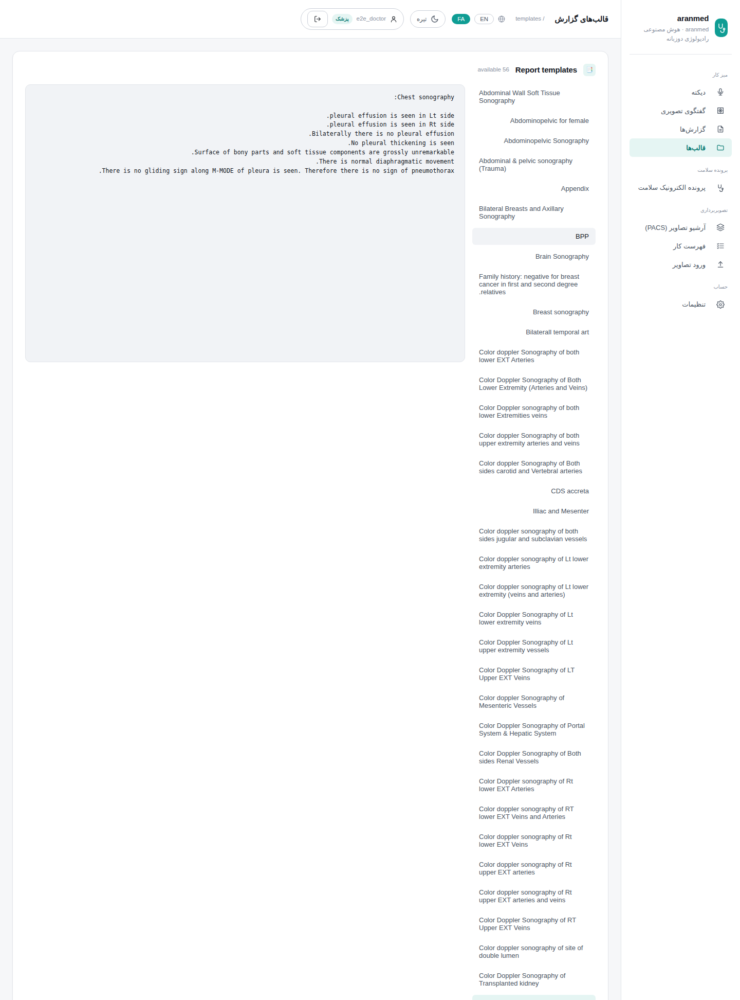 aranmed
aranmed · هوش مصنوعی
رادیولوژی دوزبانه
میز کار
دیکته
گفتگوی تصویری
گزارش‌ها
قالب‌ها
پرونده سلامت
پرونده الکترونیک سلامت
تصویربرداری
آرشیو تصاویر (PACS)
فهرست کار
ورود تصاویر
حساب
تنظیمات
قالب‌های گزارش
templates /
EN
FA
تیره
e2e_doctor
پزشک
Report templates
available 56
Abdominal Wall Soft Tissue
Sonography
Abdominopelvic for female
Abdominopelvic Sonography
Abdominal & pelvic sonography
(Trauma)
Appendix
Bilateral Breasts and Axillary
Sonography
BPP
Brain Sonography
Family history: negative for breast
cancer in first and second degree
.relatives
Breast sonography
Bilaterall temporal art
Color doppler Sonography of both
lower EXT Arteries
Color Doppler Sonography of Both
Lower Extremity (Arteries and Veins)
Color Doppler sonography of both
lower Extremities veins
Color doppler Sonography of both
upper extremity arteries and veins
Color doppler Sonography of Both
sides carotid and Vertebral arteries
CDS accreta
Illiac and Mesenter
Color doppler sonography of both
sides jugular and subclavian vessels
Color doppler sonography of Lt lower
extremity arteries
Color doppler sonography of Lt lower
extremity (veins and arteries)
Color Doppler Sonography of Lt
lower extremity veins
Color Doppler Sonography of Lt
upper extremity vessels
Color Doppler Sonography of LT
Upper EXT Veins
Color doppler Sonography of
Mesenteric Vessels
Color Doppler Sonography of Portal
System & Hepatic System
Color Doppler Sonography of Both
sides Renal Vessels
Color Doppler sonography of Rt
lower EXT Arteries
Color doppler sonography of RT
lower EXT Veins and Arteries
Color doppler sonography of Rt
lower EXT Veins
Color doppler sonography of Rt
upper EXT arteries
Color doppler sonography of Rt
upper EXT arteries and veins
Color Doppler Sonography of RT
Upper EXT Veins
Color doppler sonography of site of
double lumen
Color Doppler Sonography of
Transplanted kidney
:Chest sonography
.pleural effusion is seen in Lt side
.pleural effusion is seen in Rt side
.Bilaterally there is no pleural effusion
.No pleural thickening is seen
.Surface of bony parts and soft tissue components are grossly unremarkable
.There is normal diaphragmatic movement
.There is no gliding sign along M-MODE of pleura is seen. Therefore there is no sign of pneumothorax